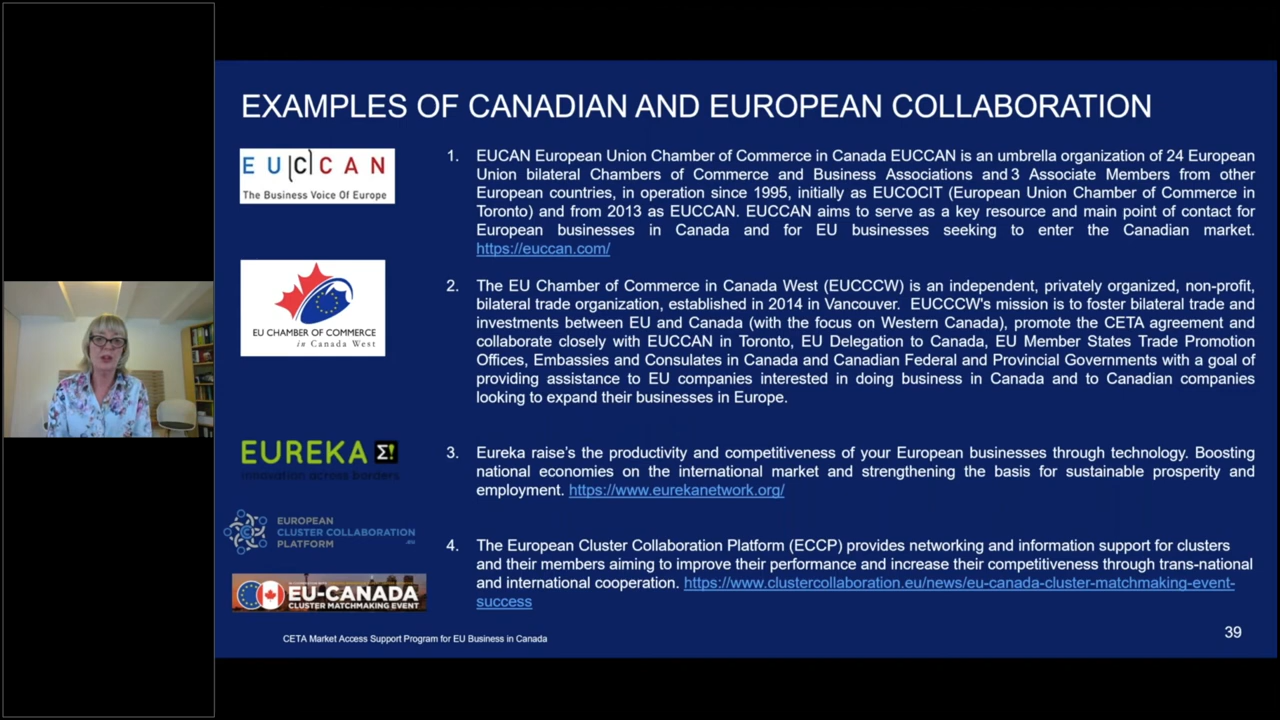 EXAMPLES OF CANADIAN AND EUROPEAN COLLABORATION
EUCCAN
The Business Voice Of Europe
1. EUCAN European Union Chamber of Commerce in Canada EUCCAN is an umbrella organization of 24 European
Union bilateral Chambers of Commerce and Business Associations and 3 Associate Members from other
European countries, in operation since 1995, initially as EUCOCIT (European Union Chamber of Commerce in
Toronto) and from 2013 as EUCCAN. EUCCAN aims to serve as a key resource and main point of contact for
European businesses in Canada and for EU businesses seeking to enter the Canadian market.
https://euccan.com/
EU CHAMBER OF COMMERCE
in Canada West
2. The EU Chamber of Commerce in Canada West (EUCCCW) is an independent, privately organized, non-profit,
bilateral trade organization, established in 2014 in Vancouver. EUCCCW's mission is to foster bilateral trade and
investments between EU and Canada (with the focus on Western Canada), promote the CETA agreement and
collaborate closely with EUCCAN in Toronto, EU Delegation to Canada, EU Member States Trade Promotion
Offices, Embassies and Consulates in Canada and Canadian Federal and Provincial Governments with a goal of
providing assistance to EU companies interested in doing business in Canada and to Canadian companies
looking to expand their businesses in Europe.
EUREKA Σ!
innovation across borders
3. Eureka raise's the productivity and competitiveness of your European businesses through technology. Boosting
national economies on the international market and strengthening the basis for sustainable prosperity and
employment. https://www.eurekanetwork.org/
EUROPEAN
CLUSTER COLLABORATION
PLATFORM .eu
4. The European Cluster Collaboration Platform (ECCP) provides networking and information support for clusters
and their members aiming to improve their performance and increase their competitiveness through trans-national
and international cooperation. https://www.clustercollaboration.eu/news/eu-canada-cluster-matchmaking-event-
success
EU-CANADA
CLUSTER MATCHMAKING EVENT
CETA Market Access Support Program for EU Business in Canada
39